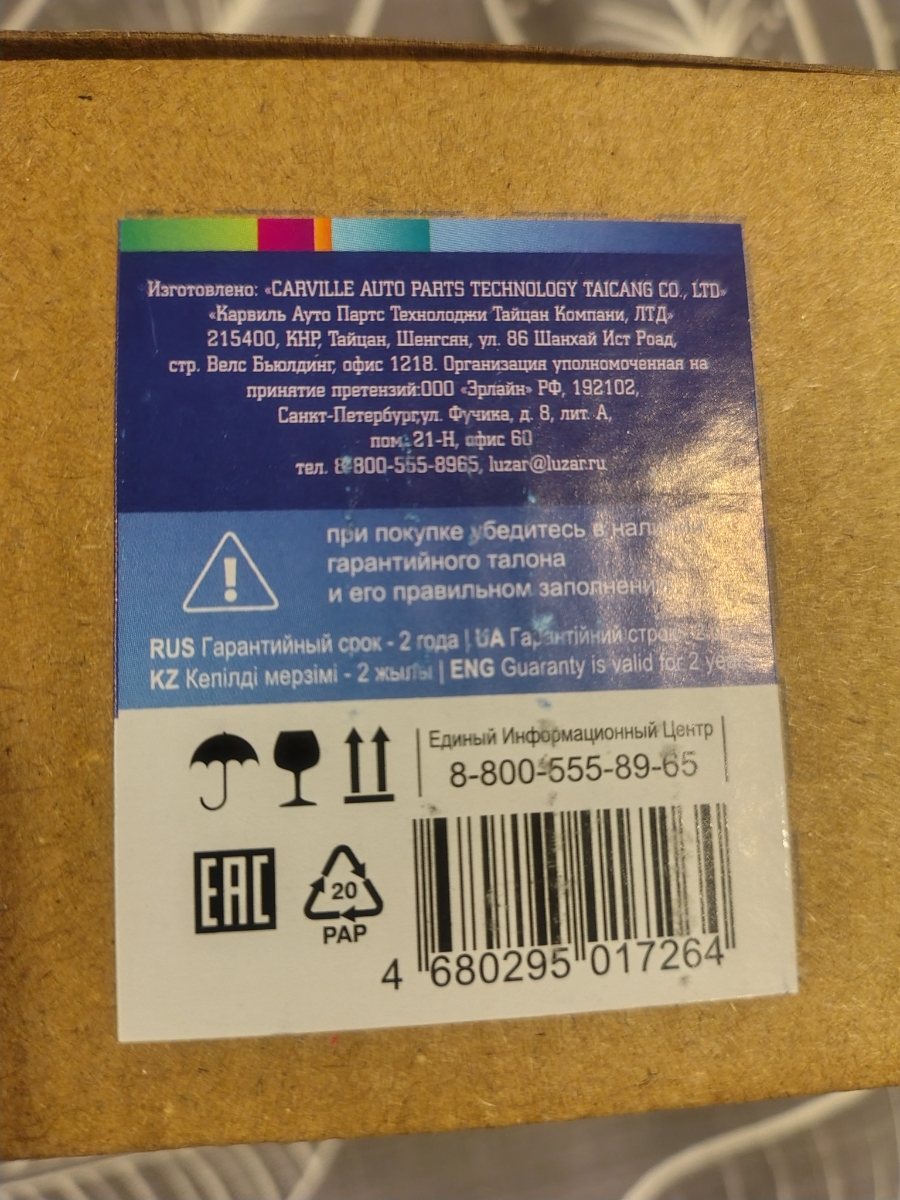 Изготовлено: «CARVILLE AUTO PARTS TECHNOLOGY TAICANG CO., LTD»
«Карвиль Ауто Партс Технолоджи Тайцан Компани, ЛТД»
215400, КНР, Тайцан, Шенгсян, ул. 86 Шанхай Ист Роад,
стр. Велс Бьюлдинг, офис 1218. Организация уполномоченная на
принятие претензий:ООО «Эрлайн» РФ, 192102,
Санкт-Петербург,ул. Фучика, д. 8, лит. А,
пом. 21-Н, офис 60
тел. 8-800-555-8965, luzar@luzar.ru
при покупке убедитесь в наличии
гарантийного талона
и его правильном заполнении
RUS Гарантийный срок - 2 года | UA Гарантійний строк - 2
KZ Кепілді мерзімі - 2 жылы | ENG Guaranty is valid for 2 years
Единый Информационный Центр
8-800-555-89-65
EAC
20
PAP
4 680295 017264